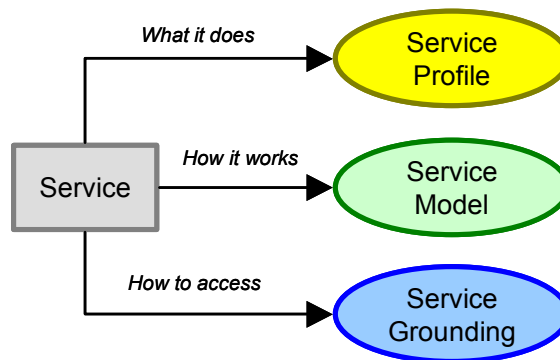 What it does
Service
Profile
How it works
Service
Service
Model
How to access
Service
Grounding